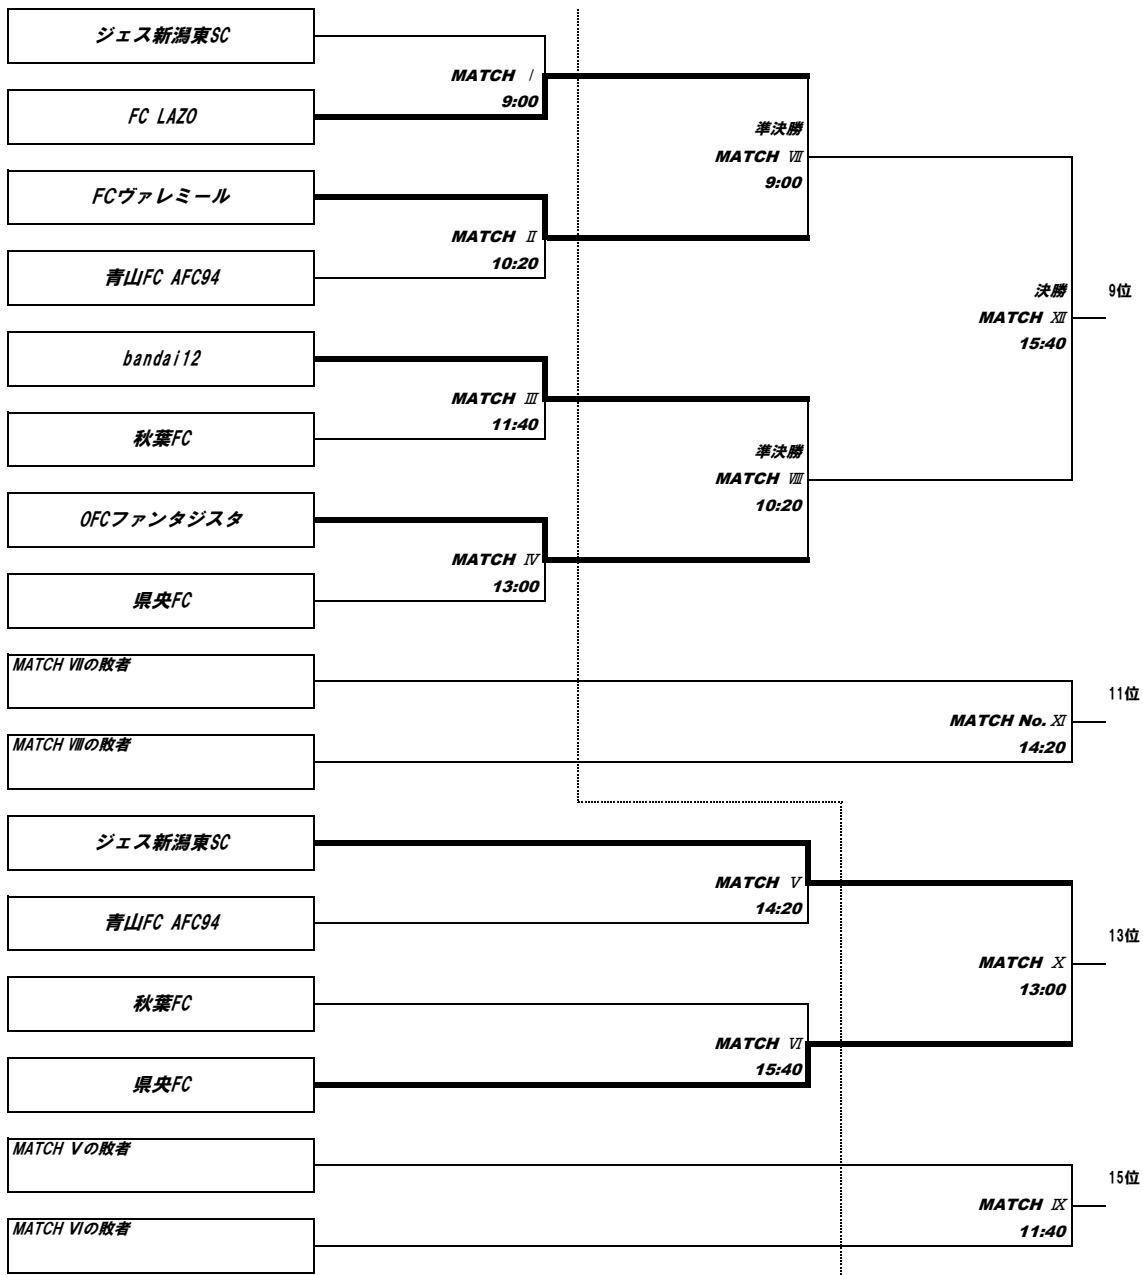 ジェス新潟東SC
MATCH Ⅰ
9:00
FC LAZO
準決勝
MATCH Ⅶ
9:00
FCヴァレミール
MATCH Ⅱ
10:20
青山FC AFC94
決勝
9位
MATCH Ⅻ
15:40
bandai12
MATCH Ⅲ
11:40
秋葉FC
準決勝
MATCH Ⅷ
10:20
OFCファンタジスタ
MATCH Ⅳ
13:00
県央FC
MATCH Ⅶの敗者
11位
MATCH No. Ⅺ
14:20
MATCH Ⅷの敗者
ジェス新潟東SC
MATCH Ⅴ
14:20
青山FC AFC94
13位
MATCH Ⅹ
13:00
秋葉FC
MATCH Ⅵ
15:40
県央FC
MATCH Ⅴの敗者
15位
MATCH Ⅸ
11:40
MATCH Ⅵの敗者